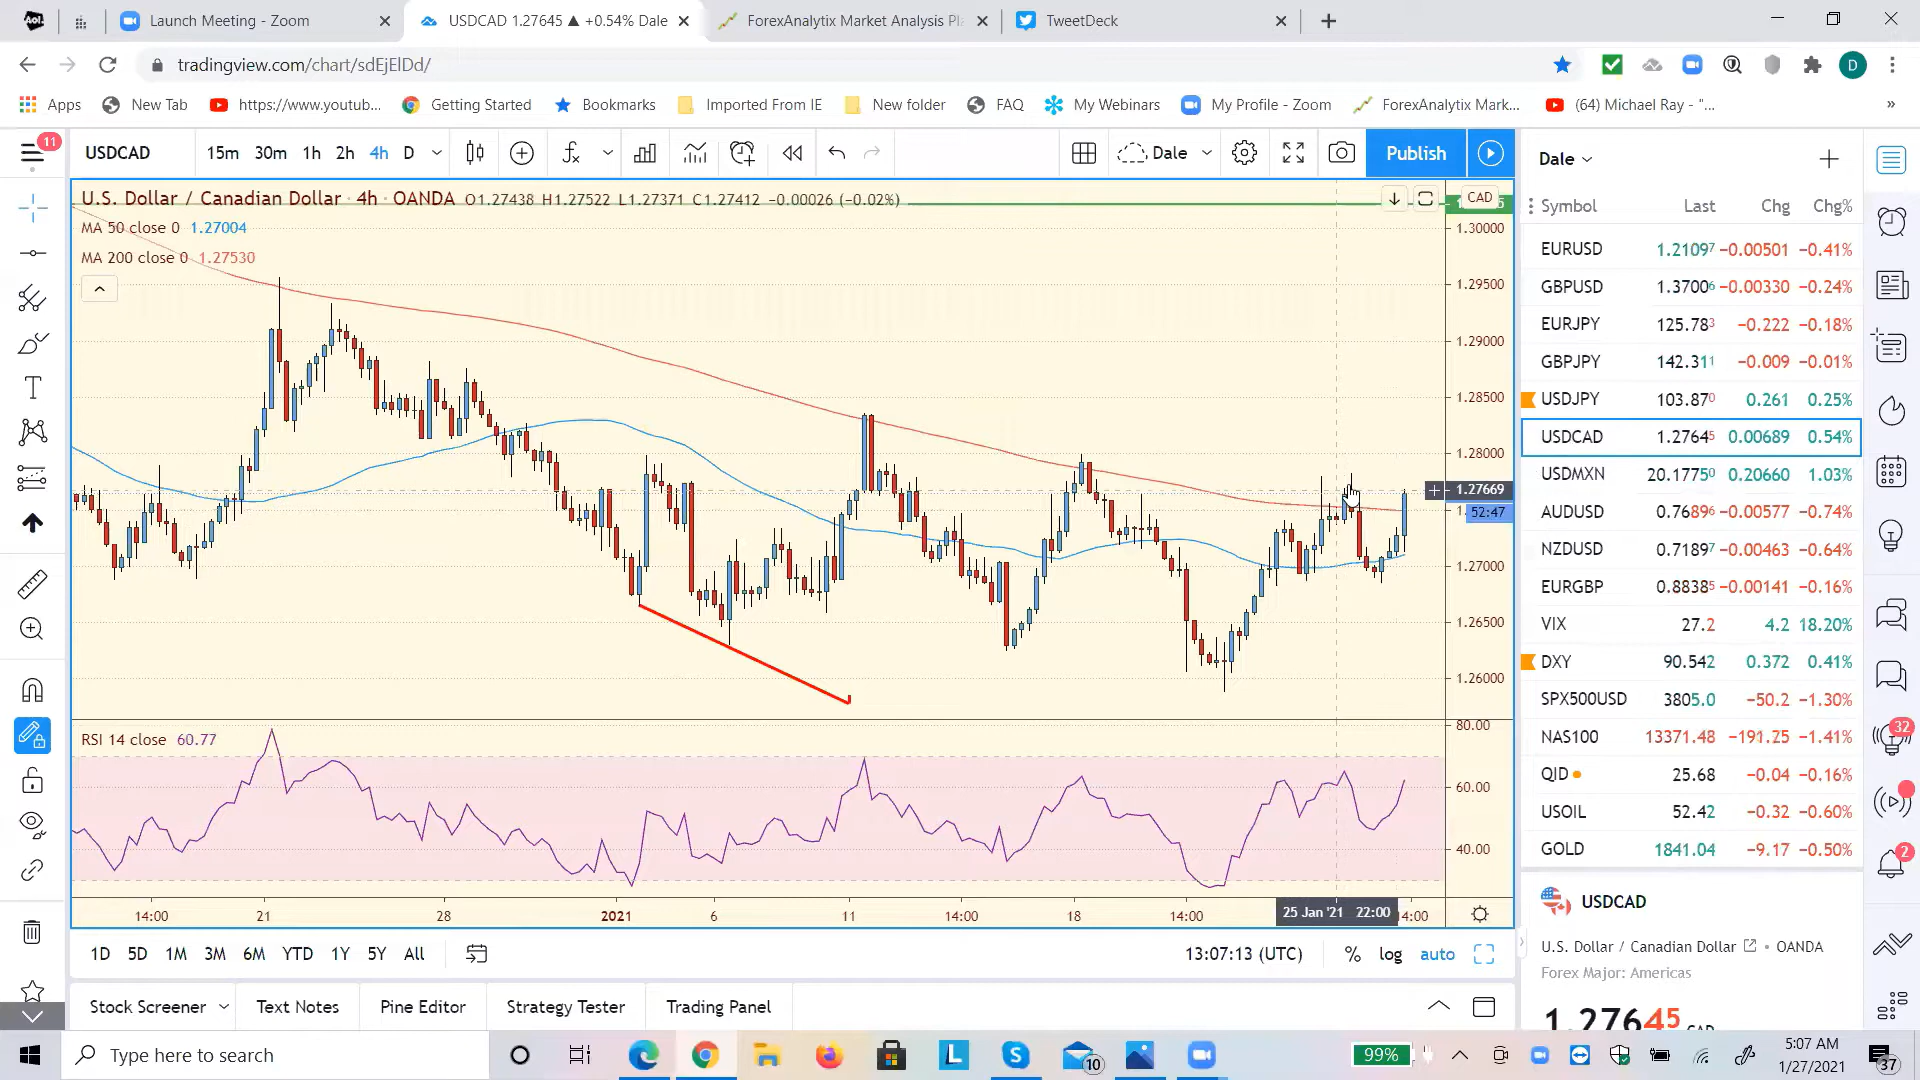 Aol
Launch Meeting - Zoom
USDCAD 1.27645 ▲ +0.54% Dale
ForexAnalytix Market Analysis Pla
TweetDeck
tradingview.com/chart/sdEjElDd/
D
Apps
New Tab
https://www.youtub...
Getting Started
Bookmarks
Imported From IE
New folder
FAQ
My Webinars
My Profile - Zoom
ForexAnalytix Mark...
(64) Michael Ray - "...
»
11
USDCAD
15m 30m 1h 2h 4h D
Dale
Publish
Dale
U.S. Dollar / Canadian Dollar · 4h · OANDA O1.27438 H1.27522 L1.27371 C1.27412 −0.00026 (−0.02%)
CAD
MA 50 close 0 1.27004
MA 200 close 0 1.27530
1.30000
1.29500
1.29000
1.28500
1.28000
1.27669
52:47
1.27000
1.26500
1.26000
RSI 14 close 60.77
80.00
60.00
40.00
14:00 21 28 2021 6 11 14:00 18 14:00 25 Jan '21 22:00 14:00
1D 5D 1M 3M 6M YTD 1Y 5Y All
13:07:13 (UTC) % log auto
Stock Screener
Text Notes
Pine Editor
Strategy Tester
Trading Panel
Symbol Last Chg Chg%
EURUSD 1.21097 −0.00501 −0.41%
GBPUSD 1.37006 −0.00330 −0.24%
EURJPY 125.783 −0.222 −0.18%
GBPJPY 142.311 −0.009 −0.01%
USDJPY 103.870 0.261 0.25%
USDCAD 1.27645 0.00689 0.54%
USDMXN 20.17750 0.20660 1.03%
AUDUSD 0.76896 −0.00577 −0.74%
NZDUSD 0.71897 −0.00463 −0.64%
EURGBP 0.88385 −0.00141 −0.16%
VIX 27.2 4.2 18.20%
DXY 90.542 0.372 0.41%
SPX500USD 3805.0 −50.2 −1.30%
NAS100 13371.48 −191.25 −1.41%
QID 25.68 −0.04 −0.16%
USOIL 52.42 −0.32 −0.60%
GOLD 1841.04 −9.17 −0.50%
USDCAD
U.S. Dollar / Canadian Dollar • OANDA
Forex Major: Americas
1.27645 CAD
32
2
Type here to search
L
10
99%
5:07 AM
1/27/2021
37